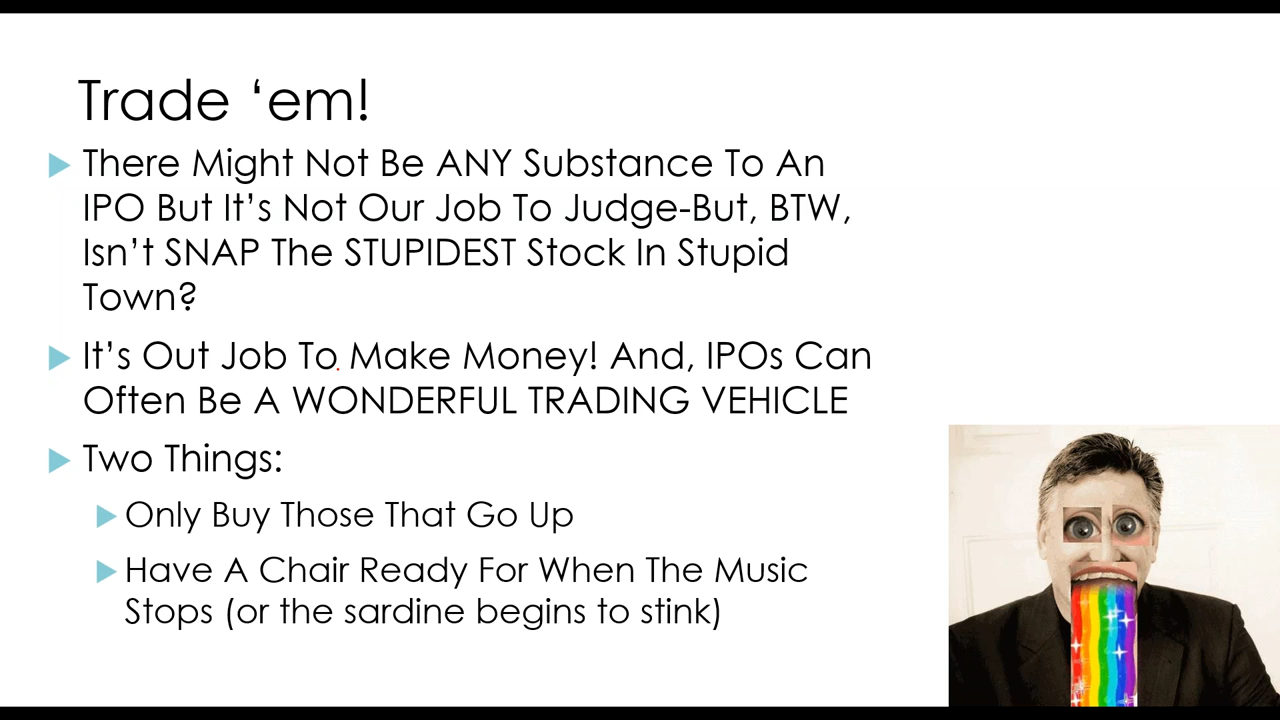 Trade ‘em!
There Might Not Be ANY Substance To An
IPO But It’s Not Our Job To Judge-But, BTW,
Isn’t SNAP The STUPIDEST Stock In Stupid
Town?
It’s Out Job To Make Money! And, IPOs Can
Often Be A WONDERFUL TRADING VEHICLE
Two Things:
Only Buy Those That Go Up
Have A Chair Ready For When The Music
Stops (or the sardine begins to stink)